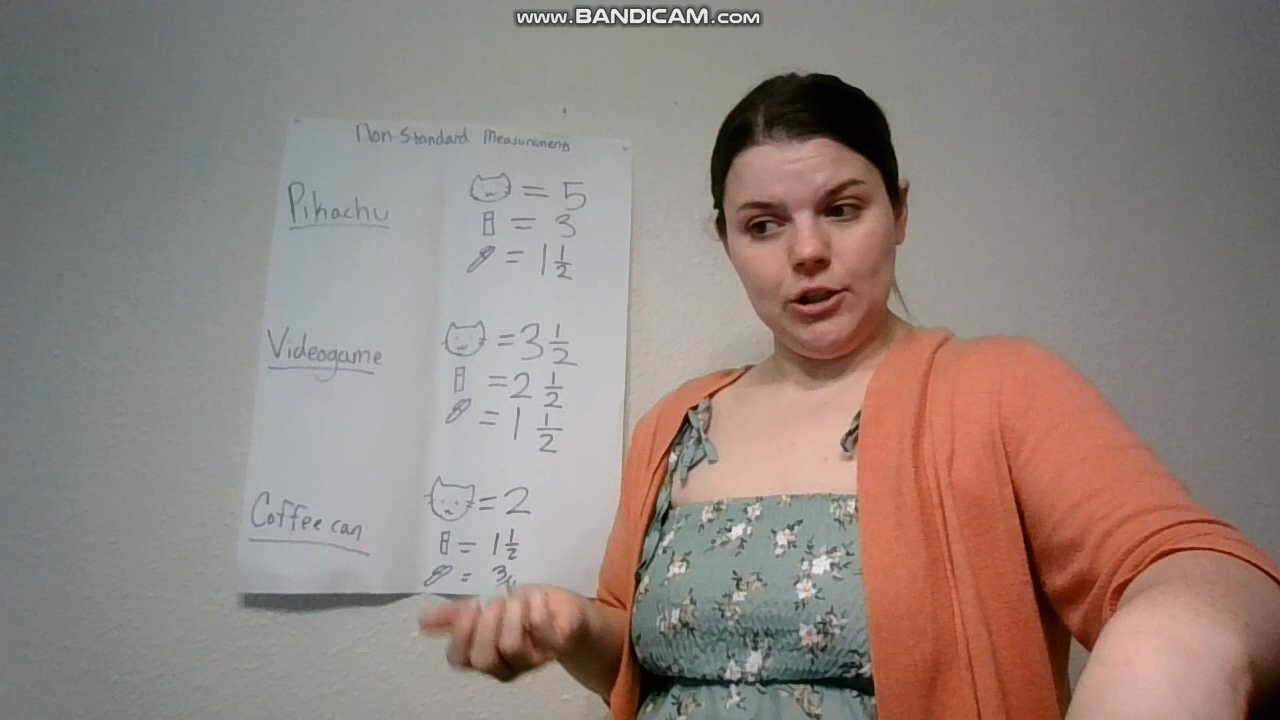 www.BANDICAM.com
Non-Standard Measurements
Pikachu
= 5
= 3
= 1 1/2
Videogame
= 3 1/2
= 2 1/2
= 1 1/2
Coffee can
= 2
= 1 1/2
= 3/